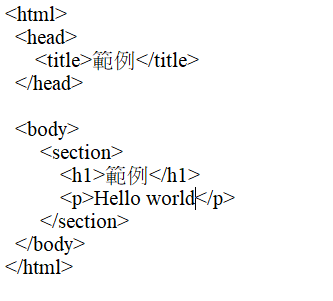 <html>
<head>
<title>範例</title>
</head>
<body>
<section>
<h1>範例</h1>
<p>Hello world</p>
</section>
</body>
</html>